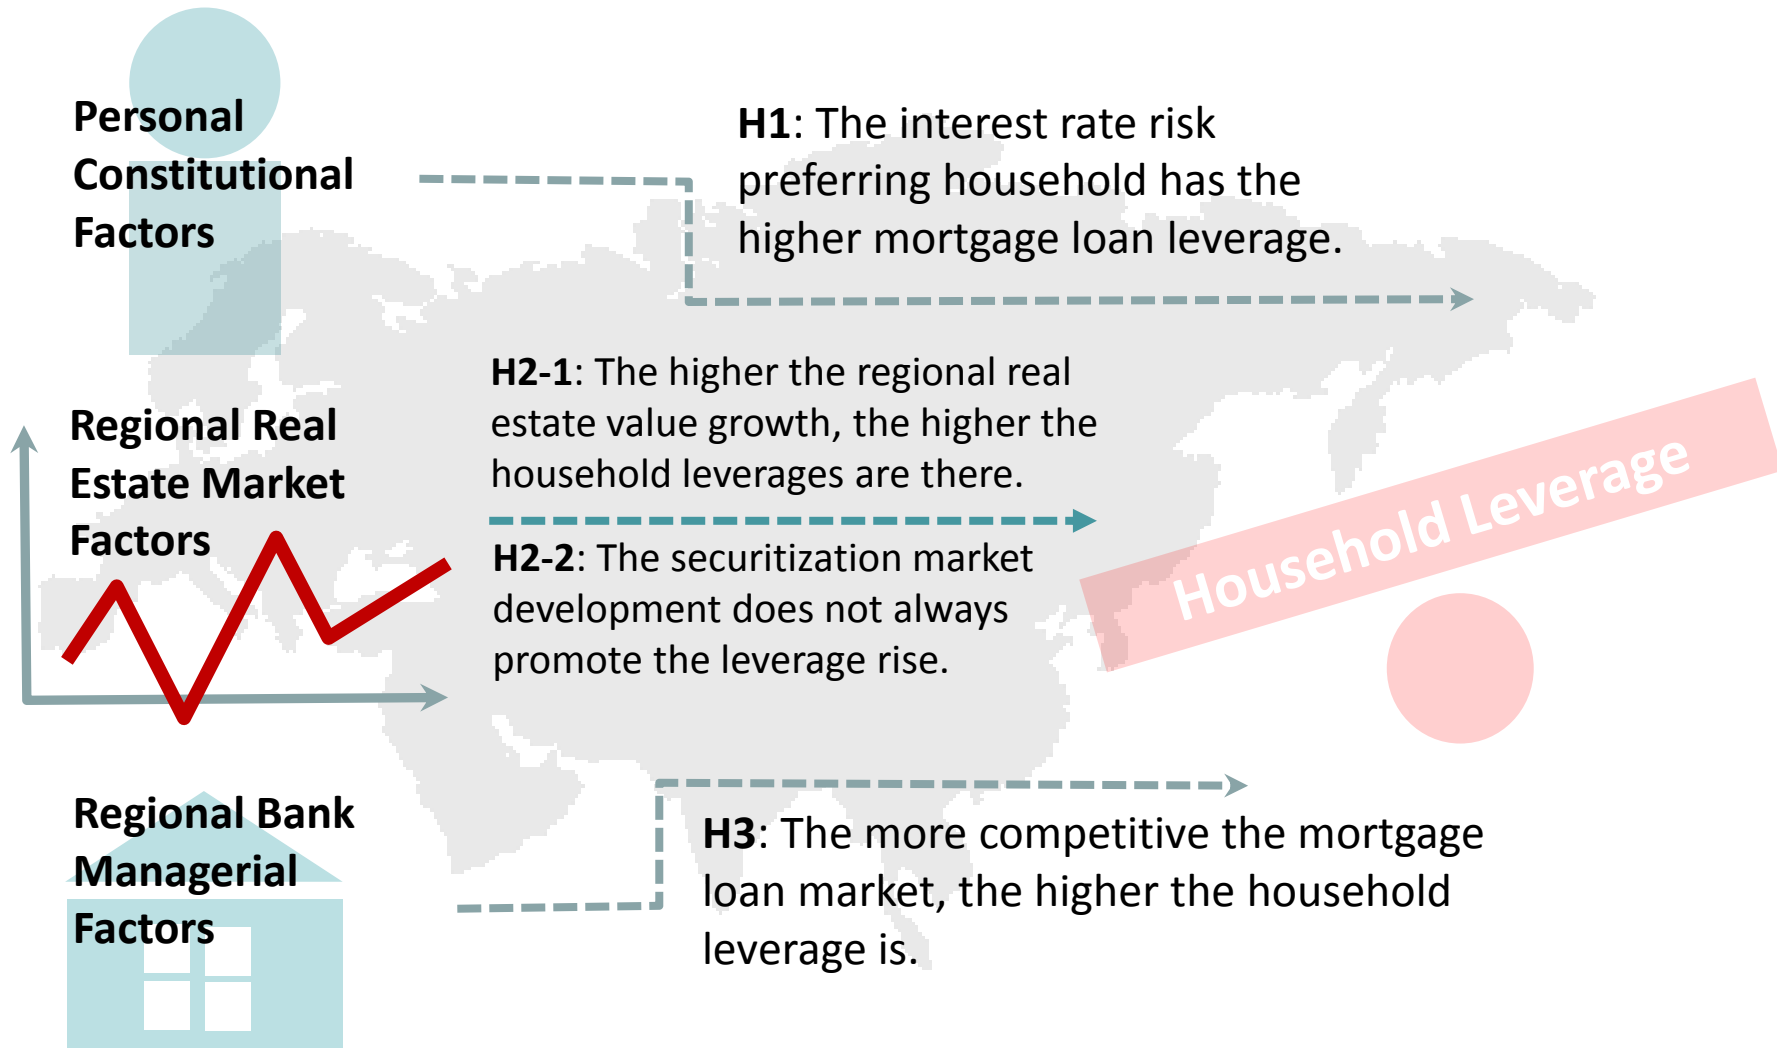 Personal
Constitutional
Factors
H1: The interest rate risk
preferring household has the
higher mortgage loan leverage.
Regional Real
Estate Market
Factors
H2-1: The higher the regional real
estate value growth, the higher the
household leverages are there.
H2-2: The securitization market
development does not always
promote the leverage rise.
Household Leverage
Regional Bank
Managerial
Factors
H3: The more competitive the mortgage
loan market, the higher the household
leverage is.